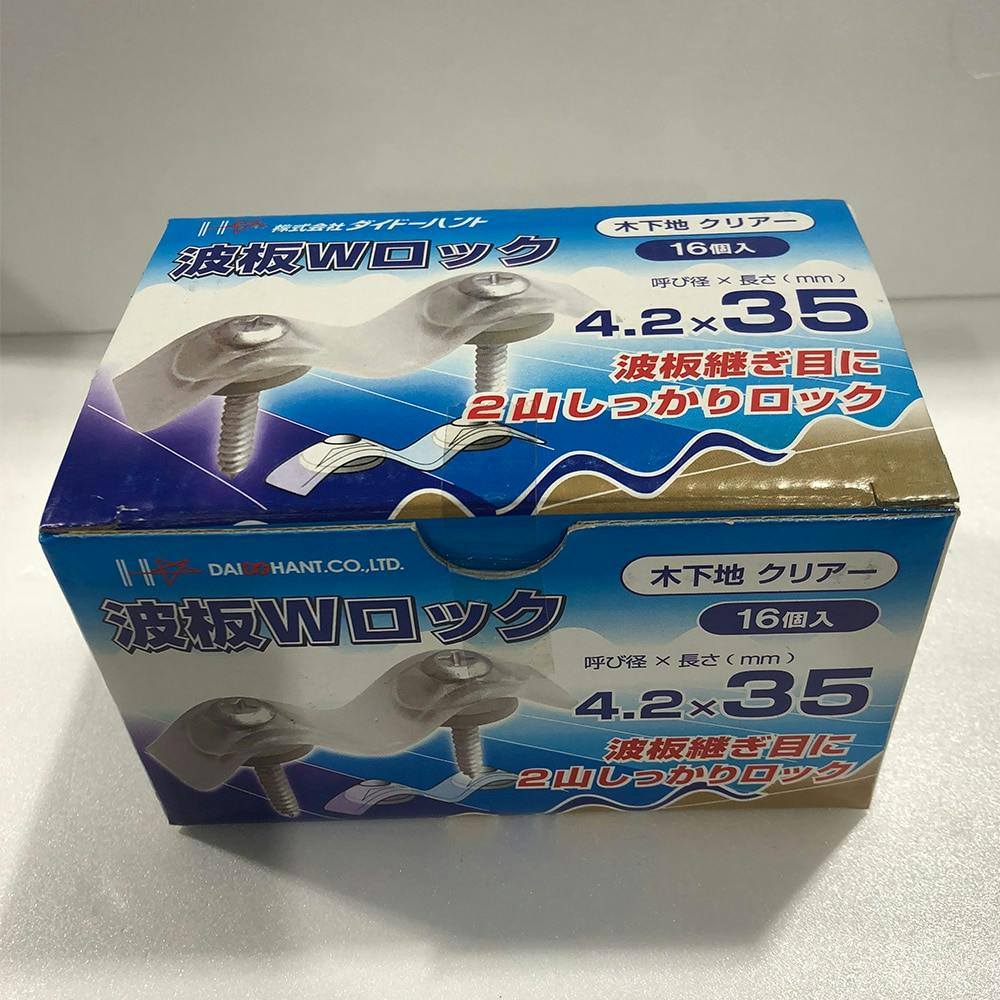 株式会社 ダイドーハント
波板Wロック
木下地 クリアー
16個入
呼び径 × 長さ(mm)
4.2×35
波板継ぎ目に
2山しっかりロック
DAIDOHANT.CO.,LTD.
波板Wロック
木下地 クリアー
16個入
呼び径 × 長さ(mm)
4.2×35
波板継ぎ目に
2山しっかりロック